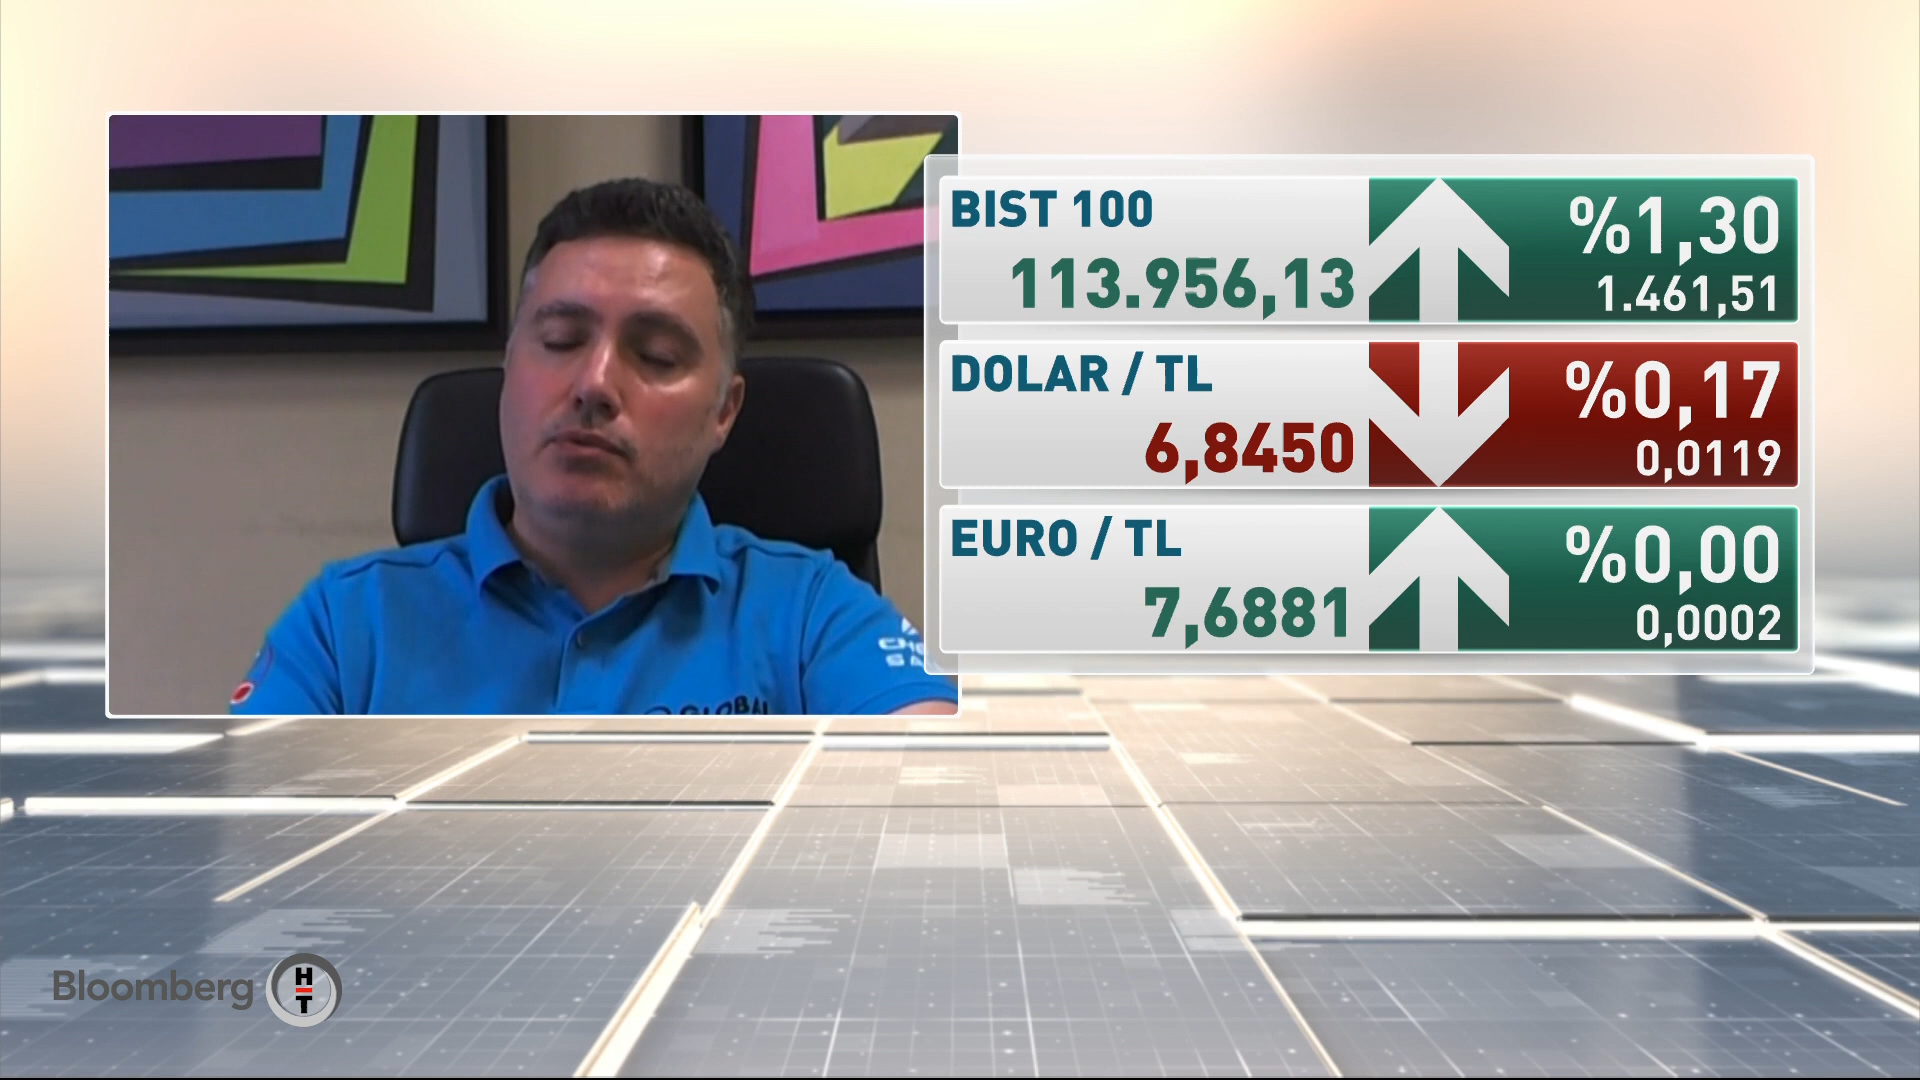 BIST 100
113.956,13
%1,30
1.461,51
DOLAR / TL
6,8450
%0,17
0,0119
EURO / TL
7,6881
%0,00
0,0002
GLOBAL
Bloomberg HT